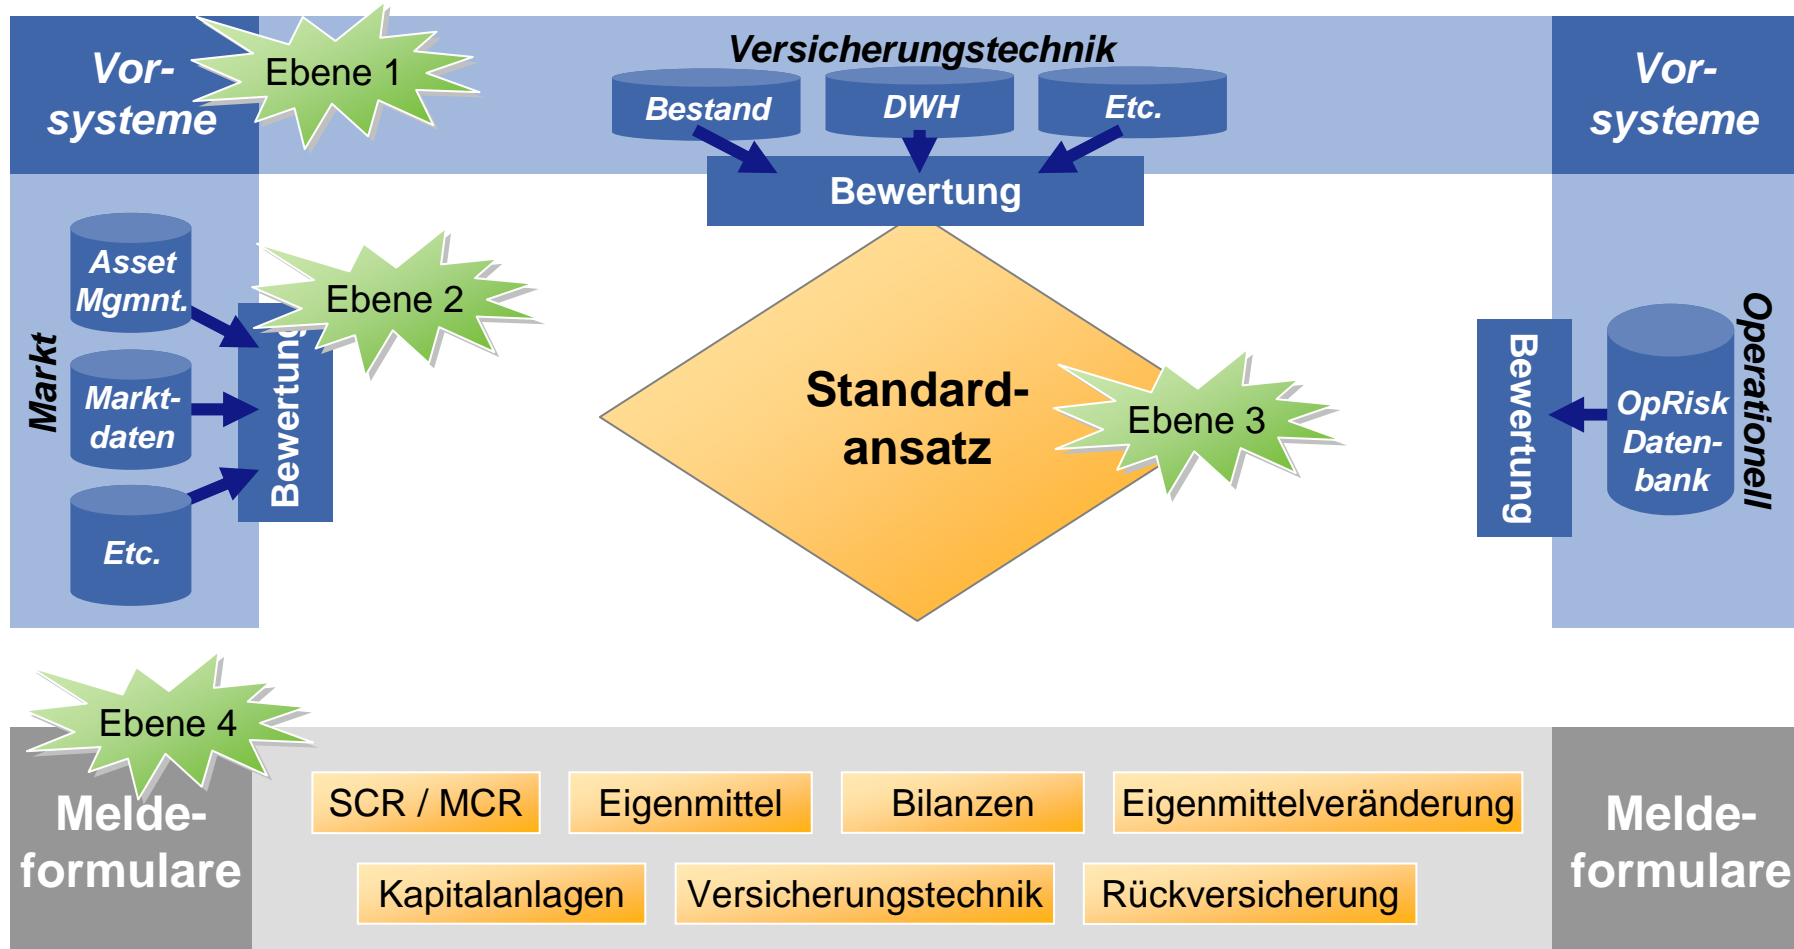 Vor-
systeme
Ebene 1
Versicherungstechnik
Bestand
DWH
Etc.
Bewertung
Vor-
systeme
Markt
Asset
Mgmnt.
Markt-
daten
Etc.
Bewertung
Ebene 2
Standard-
ansatz
Ebene 3
Bewertung
OpRisk
Daten-
bank
Operationell
Ebene 4
Melde-
formulare
SCR / MCR
Eigenmittel
Bilanzen
Eigenmittelveränderung
Kapitalanlagen
Versicherungstechnik
Rückversicherung
Melde-
formulare